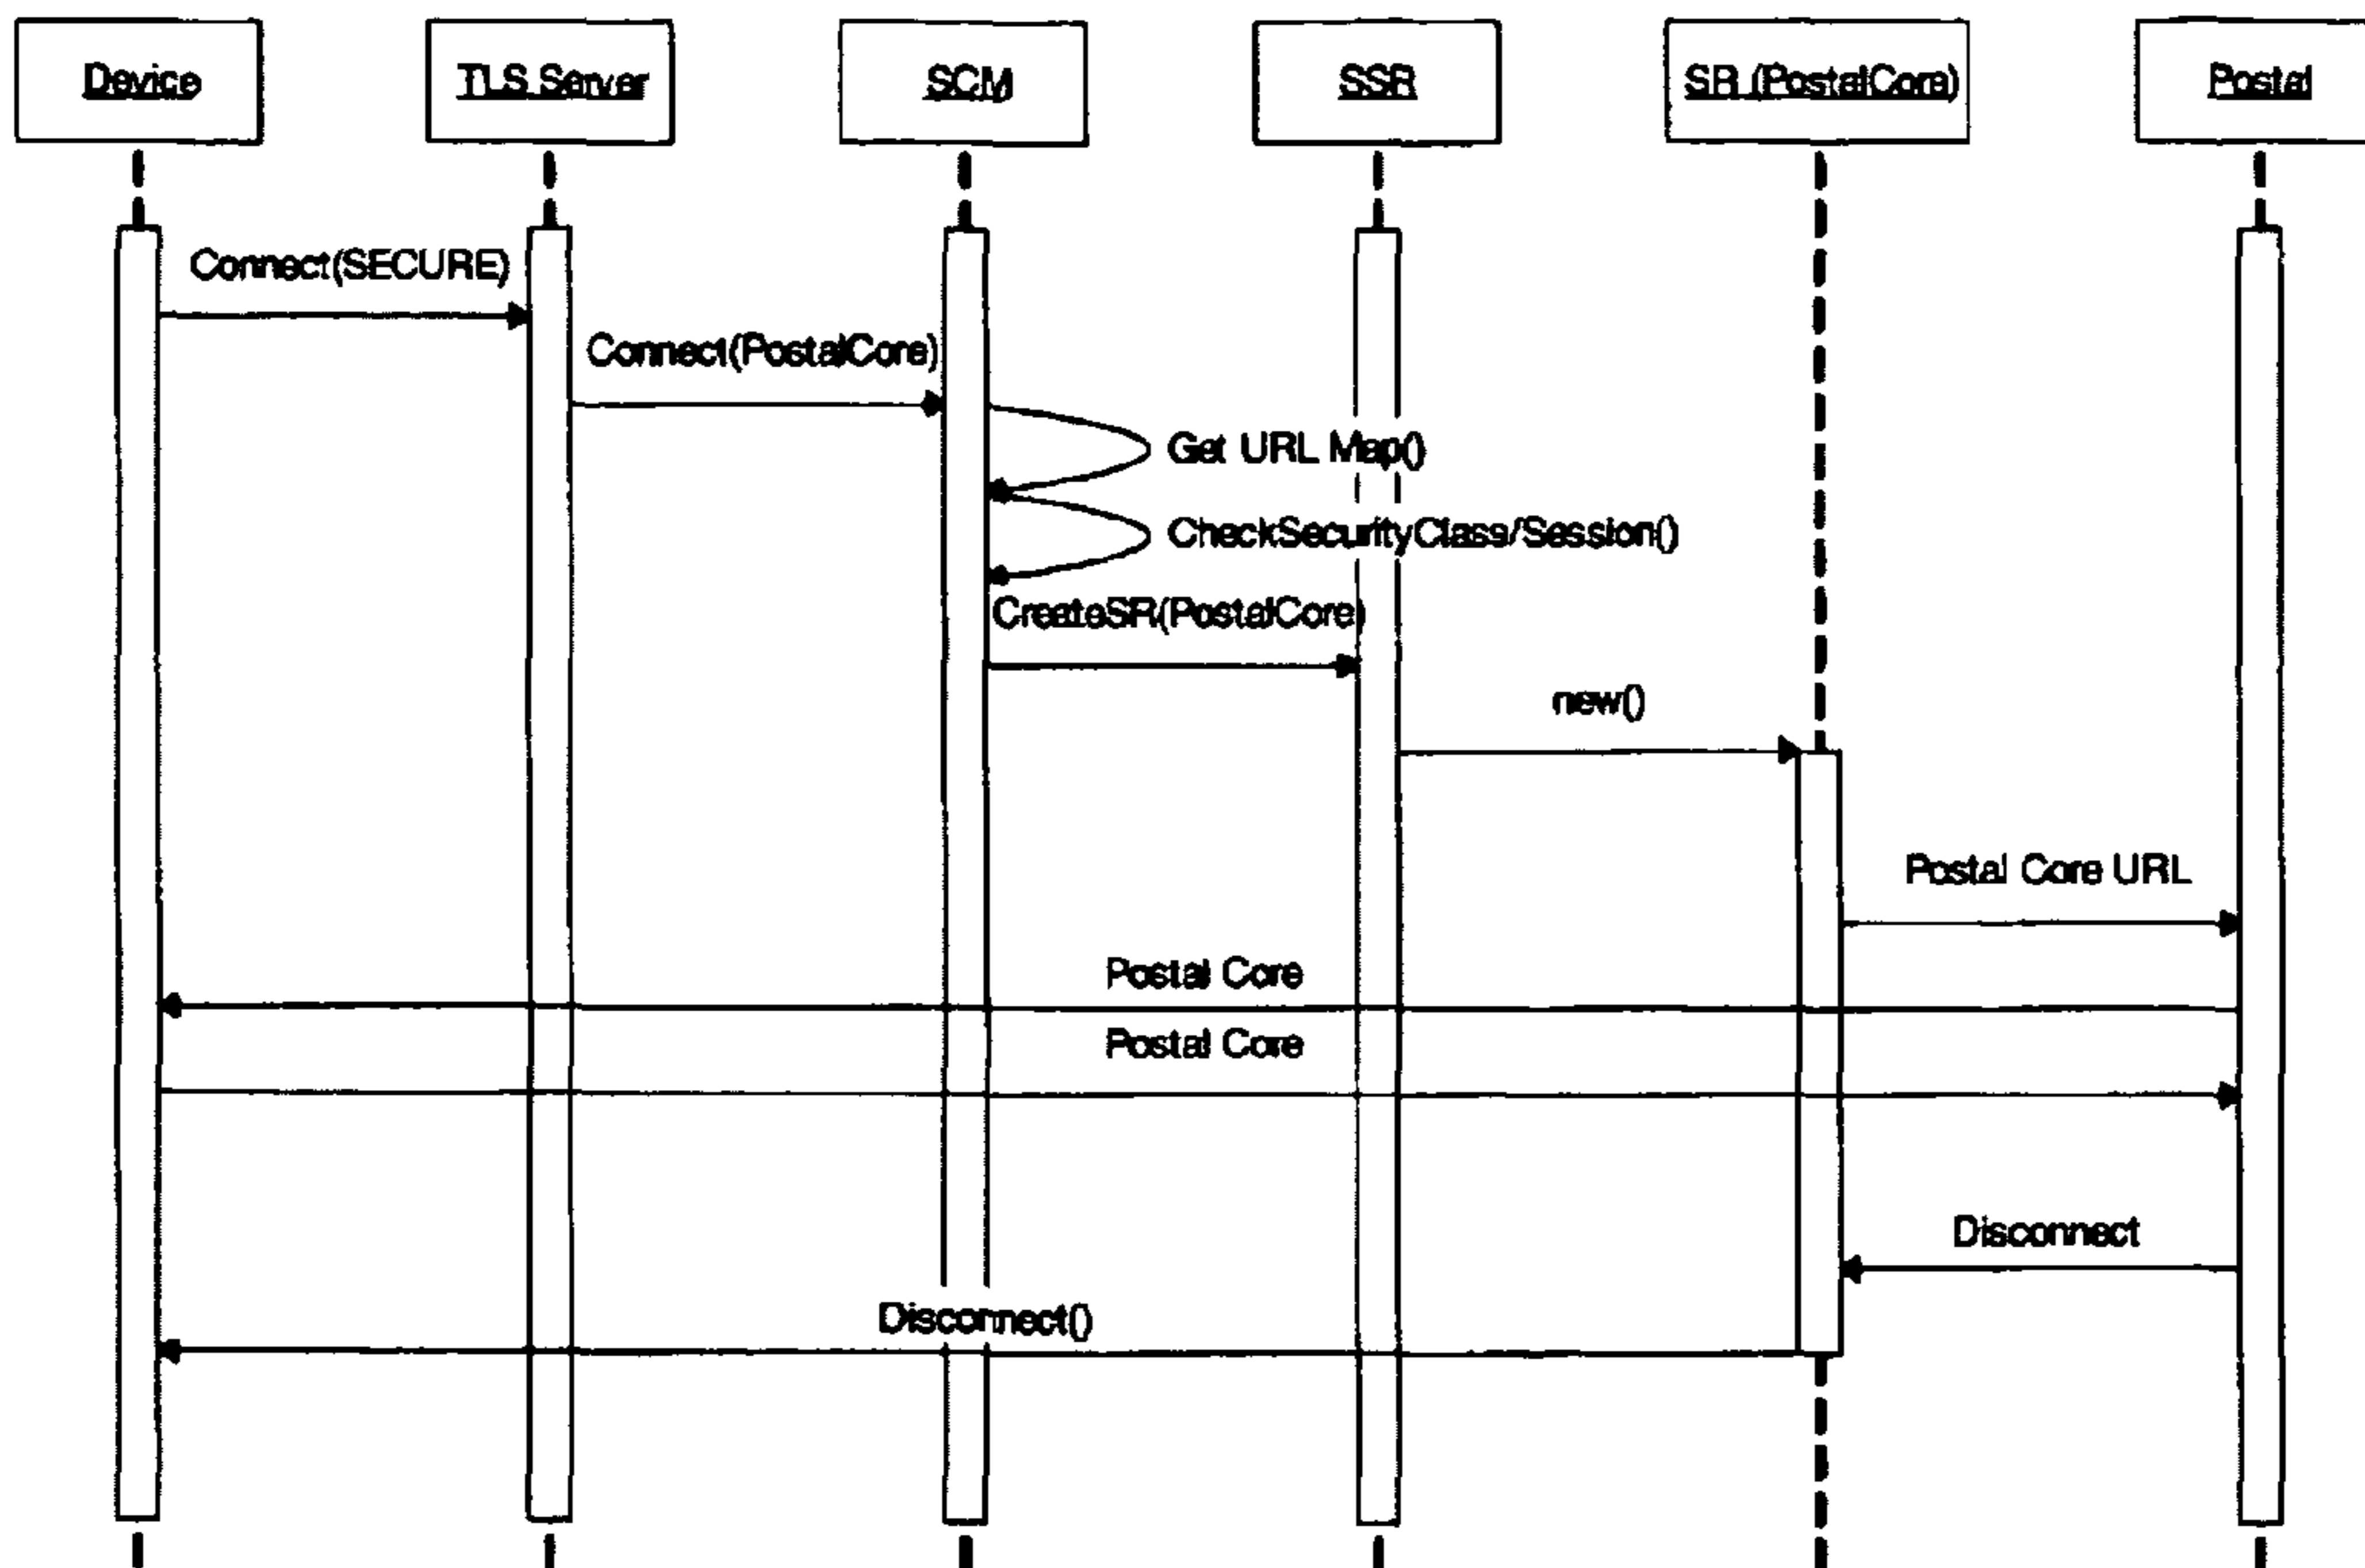 Device
TLS Server
SCM
SSR
SR (PostalCore)
Postal
Connect(SECURE)
Connect(PostalCore)
Get URL Map()
CheckSecurityClass/Session()
CreateSR(PostalCore)
new()
Postal Core URL
Postal Core
Postal Core
Disconnect
Disconnect()